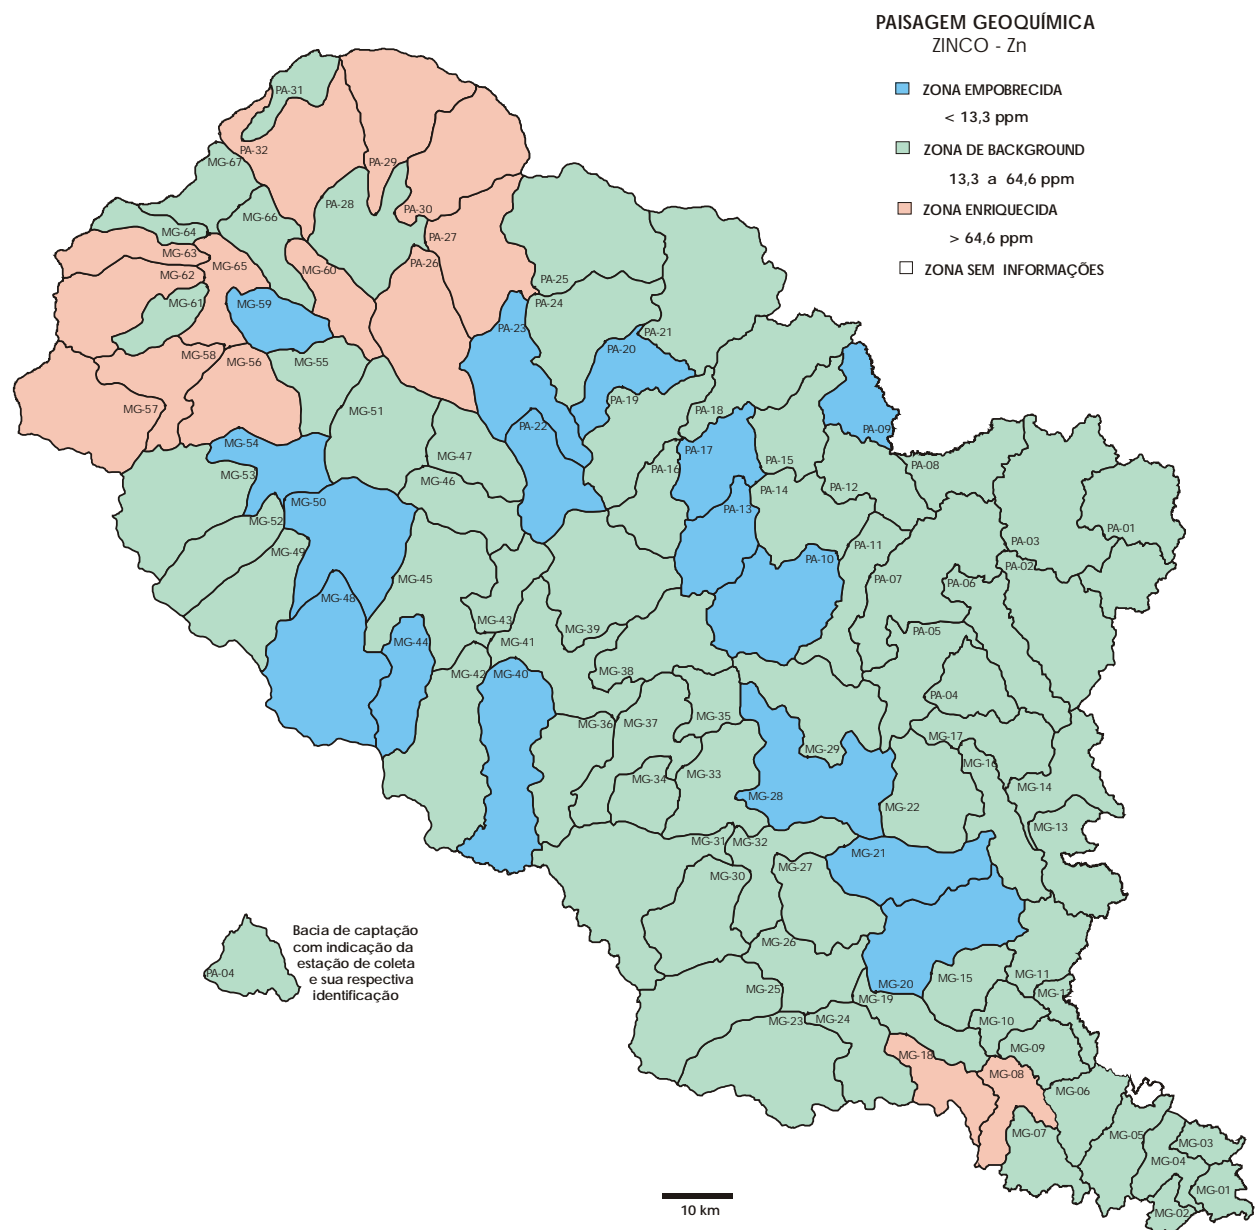 PAISAGEM GEOQUÍMICA
ZINCO - Zn
ZONA EMPOBRECIDA
< 13,3 ppm
ZONA DE BACKGROUND
13,3 a 64,6 ppm
ZONA ENRIQUECIDA
> 64,6 ppm
ZONA SEM INFORMAÇÕES
PA-31
PA-32
PA-29
MG-67
PA-28
PA-30
MG-66
MG-64
PA-27
MG-63
MG-65
PA-26
MG-62
MG-60
PA-25
MG-61
MG-59
PA-24
PA-23
PA-21
PA-20
MG-58
MG-56
MG-55
MG-57
MG-51
PA-19
PA-18
PA-22
PA-09
MG-54
PA-17
MG-47
PA-16
PA-15
PA-08
MG-53
MG-46
PA-14
PA-12
MG-50
PA-13
MG-52
PA-01
MG-49
PA-11
PA-03
PA-10
PA-02
MG-45
PA-07
PA-06
MG-48
MG-43
MG-39
PA-05
MG-44
MG-41
MG-42
MG-40
MG-38
PA-04
MG-36
MG-37
MG-35
MG-17
MG-29
MG-16
MG-34
MG-33
MG-14
MG-28
MG-22
MG-13
MG-31
MG-32
MG-21
MG-30
MG-27
MG-26
MG-11
MG-15
MG-20
MG-25
MG-12
MG-19
MG-23
MG-24
MG-10
MG-09
MG-18
MG-08
MG-06
MG-07
MG-05
MG-03
MG-04
MG-01
MG-02
Bacia de captação
com indicação da
estação de coleta
e sua respectiva
identificação
PA-04
10 km